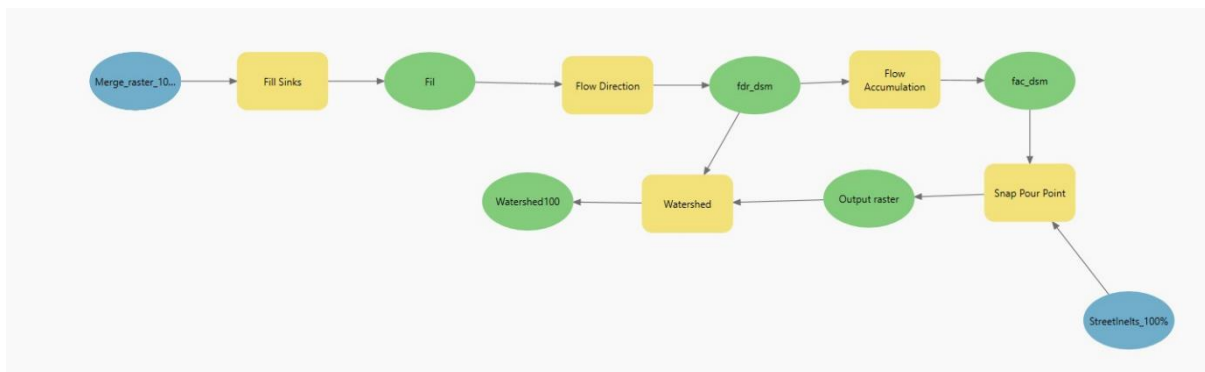 Merge_raster_10...
Fill Sinks
Fil
Flow Direction
fdr_dsm
Flow
Accumulation
fac_dsm
Watershed100
Watershed
Output raster
Snap Pour Point
StreetInelts_100%